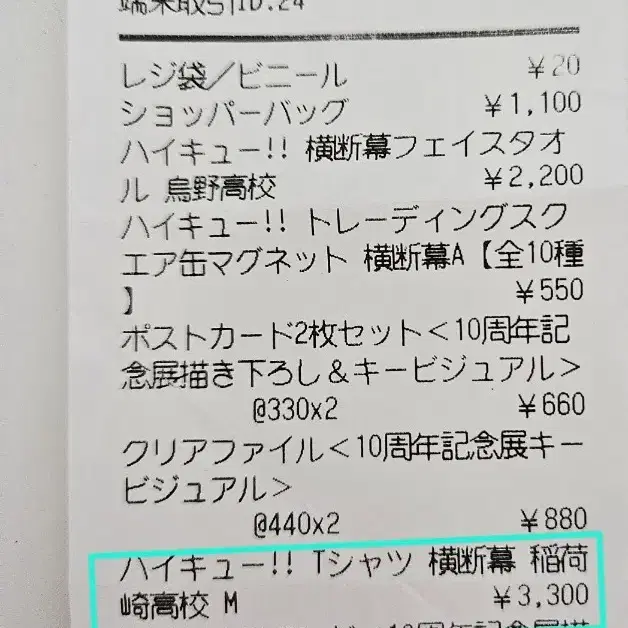 端末取引ID.24
レジ袋／ビニール ￥20
ショッパーバッグ ￥1,100
ハイキュー!! 横断幕フェイスタオ
ル 烏野高校 ￥2,200
ハイキュー!! トレーディングスク
エア缶マグネット 横断幕A【全10種
】 ￥550
ポストカード2枚セット＜10周年記
念展描き下ろし＆キービジュアル＞
@330x2 ￥660
クリアファイル＜10周年記念展キー
ビジュアル＞
@440x2 ￥880
ハイキュー!! Tシャツ 横断幕 稲荷
崎高校 M ￥3,300